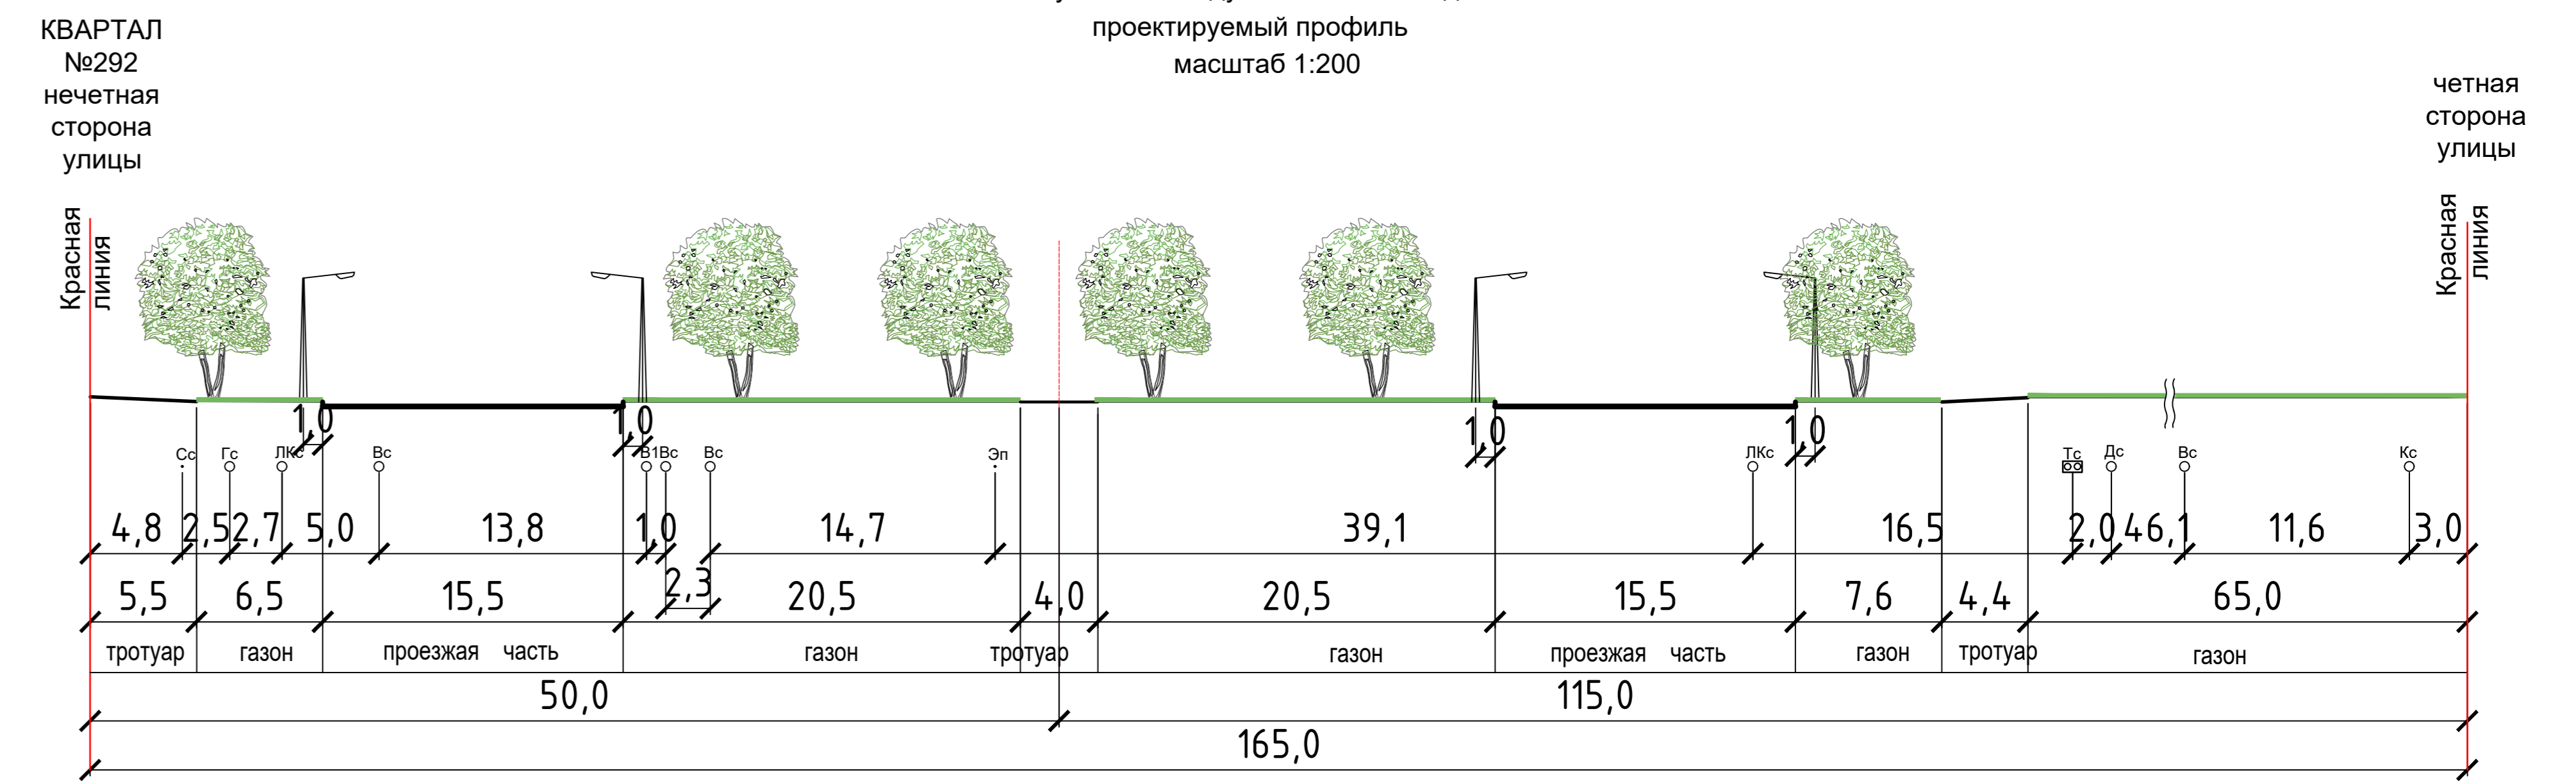 проектируемый профиль
масштаб 1:200
КВАРТАЛ
№292
нечетная
сторона
улицы
четная
сторона
улицы
Красная
линия
Красная
линия
1,0
1,0
1,0
1,0
Сс Гс ЛКс Вс В1 Вс Вс Эп ЛКс Тс Дс Вс Кс
4,8 2,5 2,7 5,0 13,8 1,0 14,7 39,1 16,5 2,0 46,1 11,6 3,0
2,3
5,5 6,5 15,5 20,5 4,0 20,5 15,5 7,6 4,4 65,0
тротуар газон проезжая часть газон тротуар газон проезжая часть газон тротуар газон
50,0 115,0
165,0